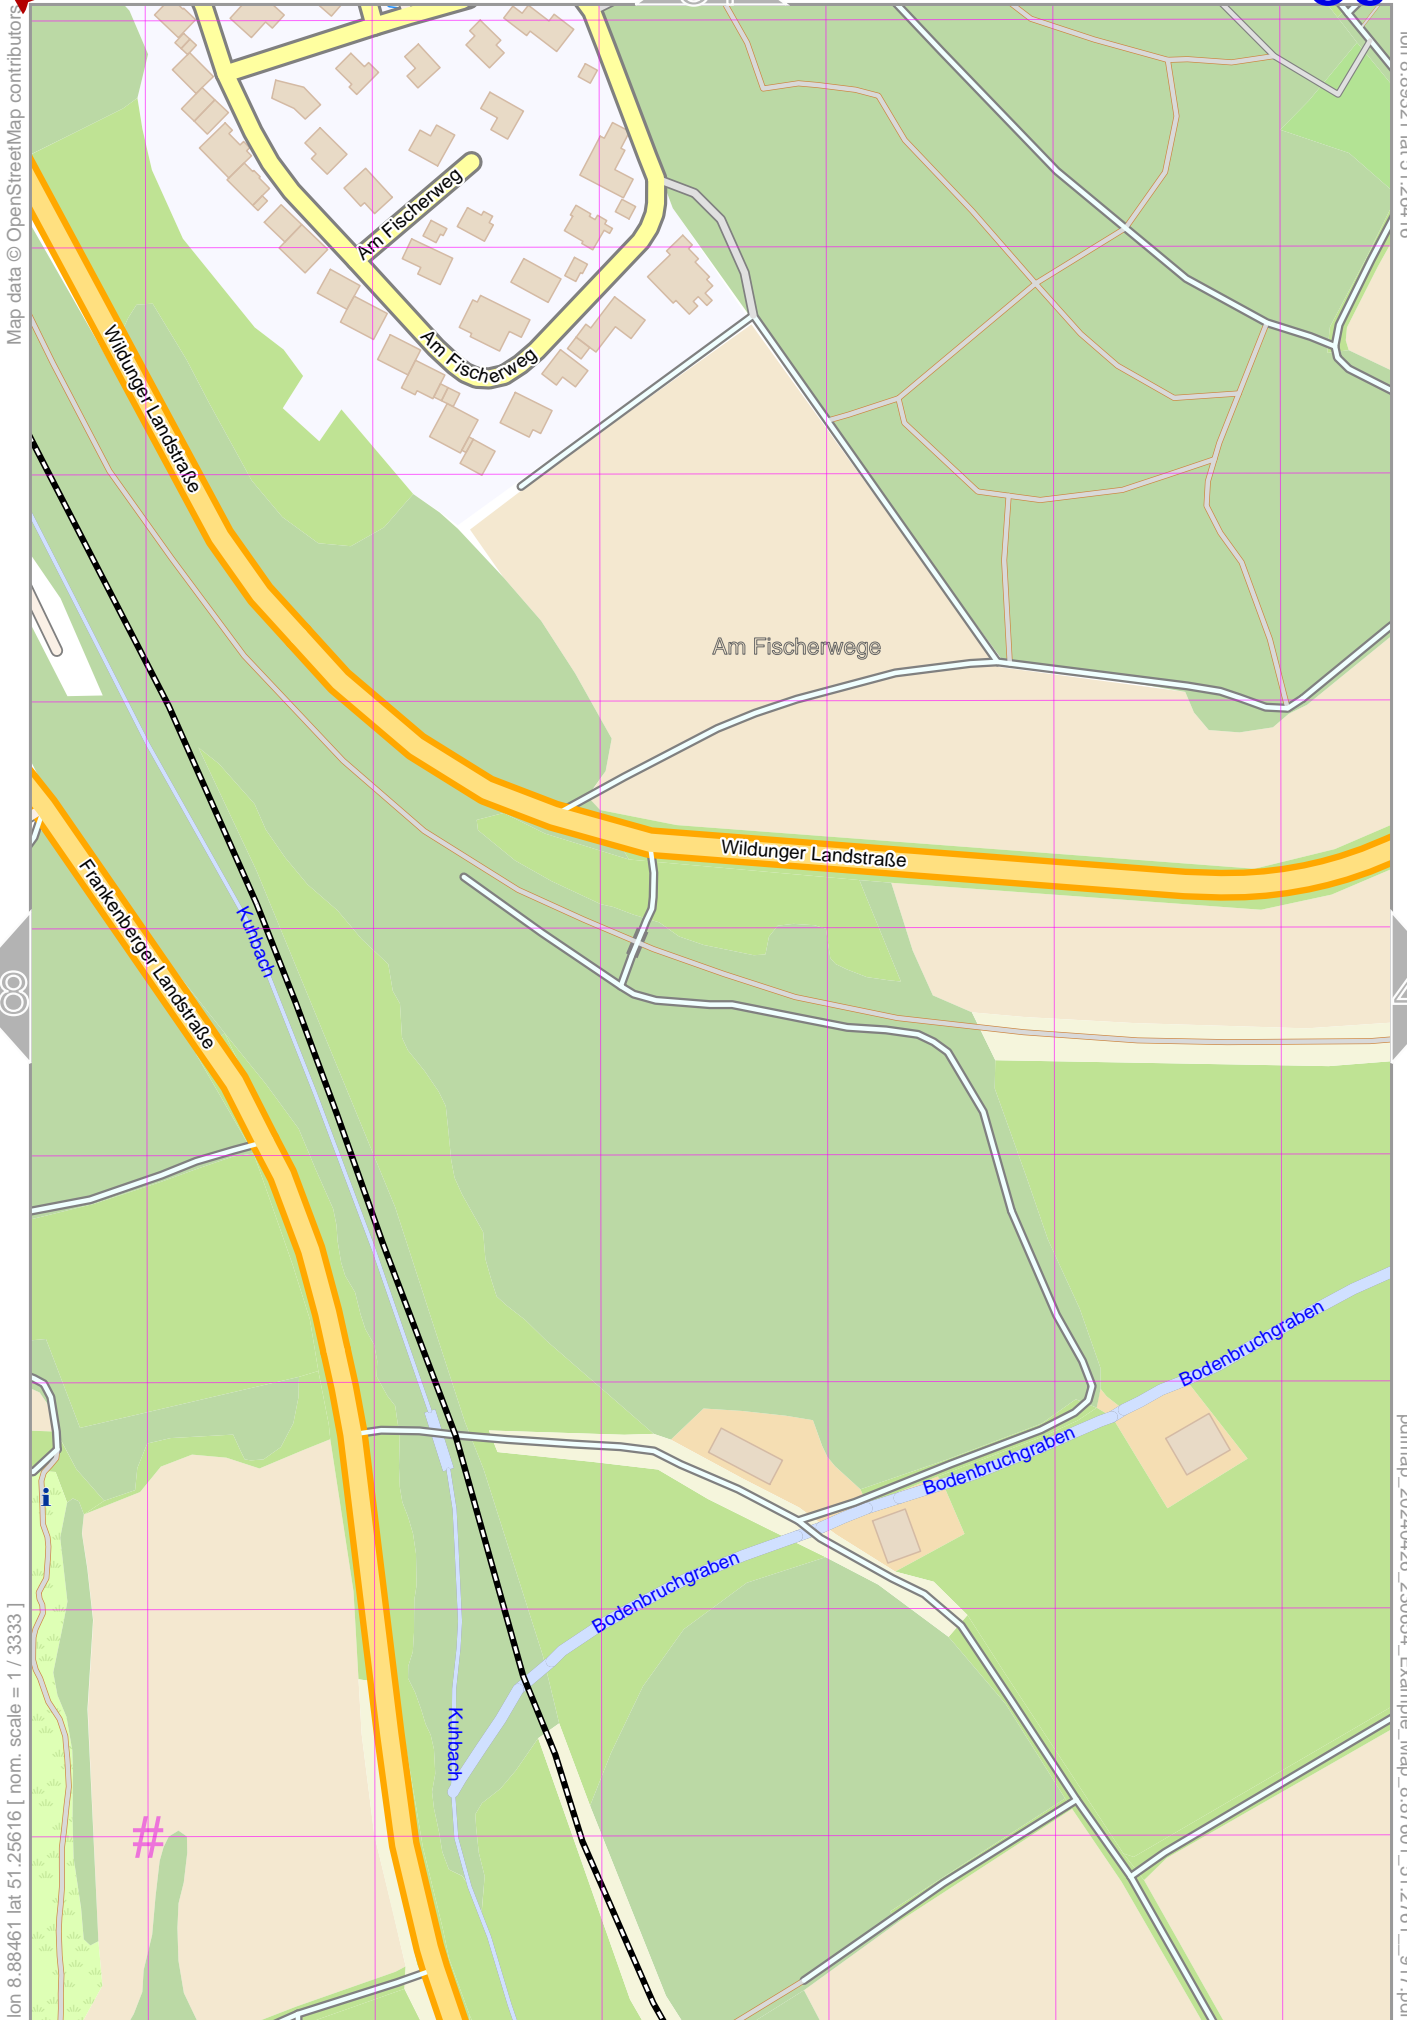 Map data © OpenStreetMap contributors
Am Fischerweg
Am Fischerweg
Wildunger Landstraße
Am Fischerwege
Wildunger Landstraße
Frankenberger Landstraße
Kuhbach
8
Bodenbruchgraben
Bodenbruchgraben
Bodenbruchgraben
i
Kuhbach
#
lon 8.88461 lat 51.25616 [ nom. scale = 1 / 3333 ]